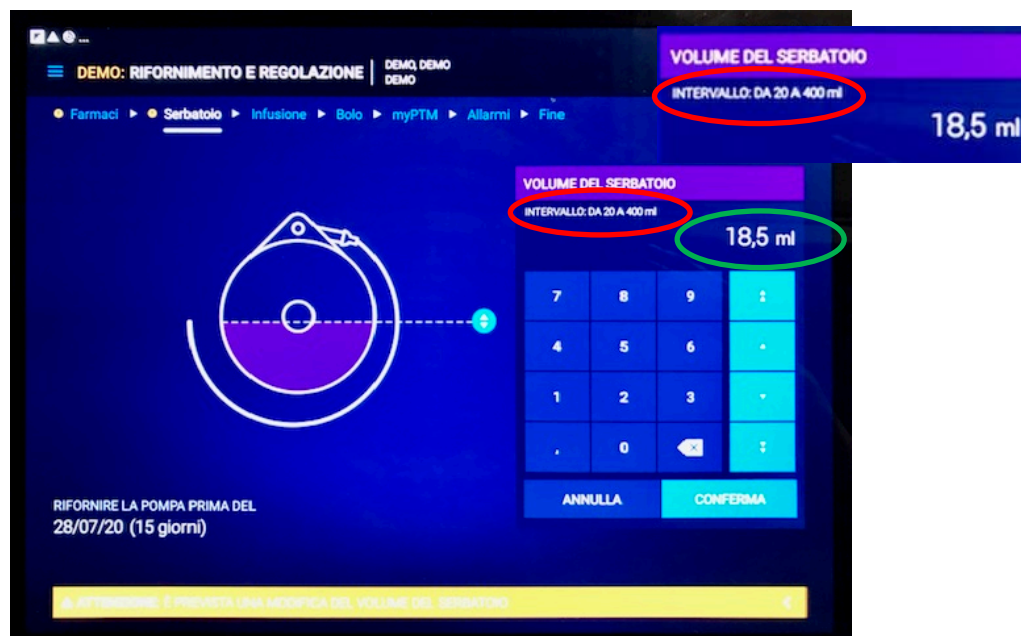 DEMO: RIFORNIMENTO E REGOLAZIONE
DEMO, DEMO
DEMO
Farmaci ▶ Serbatoio ▶ Infusione ▶ Bolo ▶ myPTM ▶ Allarmi ▶ Fine
VOLUME DEL SERBATOIO
INTERVALLO: DA 20 A 400 ml
18,5 ml
VOLUME DEL SERBATOIO
INTERVALLO: DA 20 A 400 ml
18,5 ml
7 8 9
4 5 6
1 2 3
, 0
ANNULLA CONFERMA
RIFORNIRE LA POMPA PRIMA DEL
28/07/20 (15 giorni)
ATTENZIONE: È PREVISTA UNA MODIFICA DEL VOLUME DEL SERBATOIO